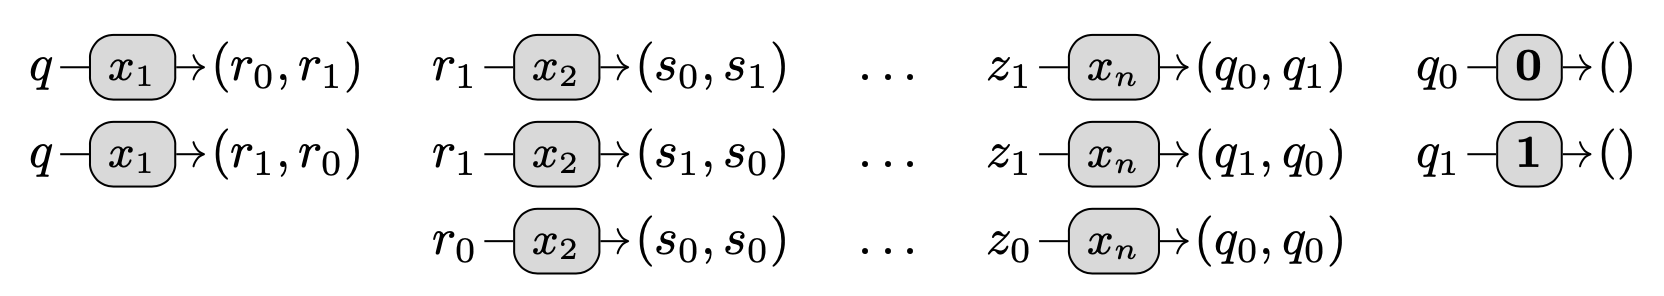 q —x₁→ (r₀, r₁) r₁ —x₂→ (s₀, s₁) … z₁ —xₙ→ (q₀, q₁) q₀ —0→ ()
q —x₁→ (r₁, r₀) r₁ —x₂→ (s₁, s₀) … z₁ —xₙ→ (q₁, q₀) q₁ —1→ ()
r₀ —x₂→ (s₀, s₀) … z₀ —xₙ→ (q₀, q₀)